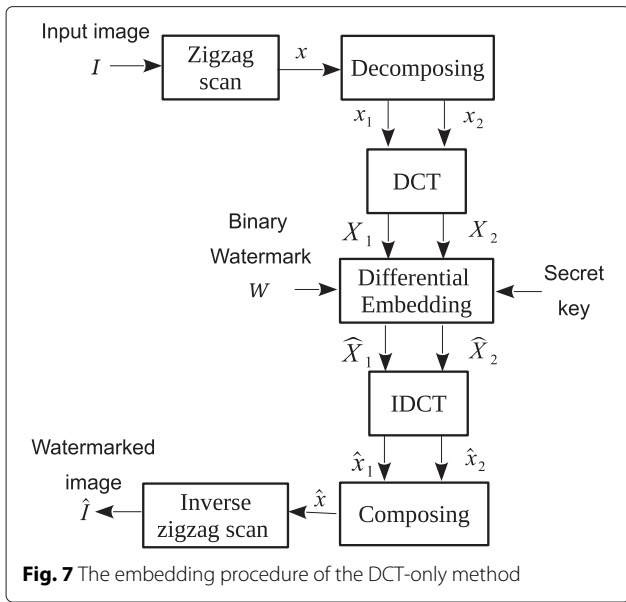 Input image
I
Zigzag
scan
x
Decomposing
x₁
x₂
DCT
X₁
X₂
Binary
Watermark
W
Differential
Embedding
Secret
key
X̂₁
X̂₂
IDCT
x̂₁
x̂₂
Watermarked
image
Î
Inverse
zigzag scan
x̂
Composing
Fig. 7 The embedding procedure of the DCT-only method